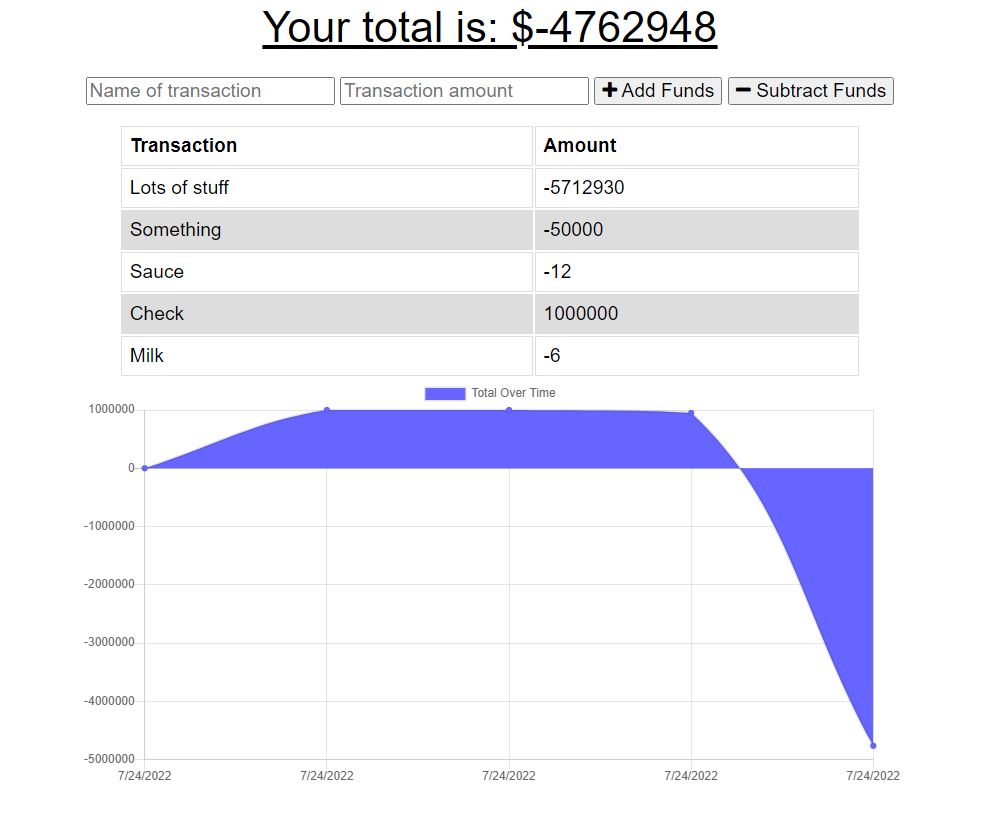 Your total is: $-4762948
Name of transaction Transaction amount + Add Funds − Subtract Funds
Transaction Amount
Lots of stuff -5712930
Something -50000
Sauce -12
Check 1000000
Milk -6
Total Over Time
1000000
0
-1000000
-2000000
-3000000
-4000000
-5000000
7/24/2022 7/24/2022 7/24/2022 7/24/2022 7/24/2022